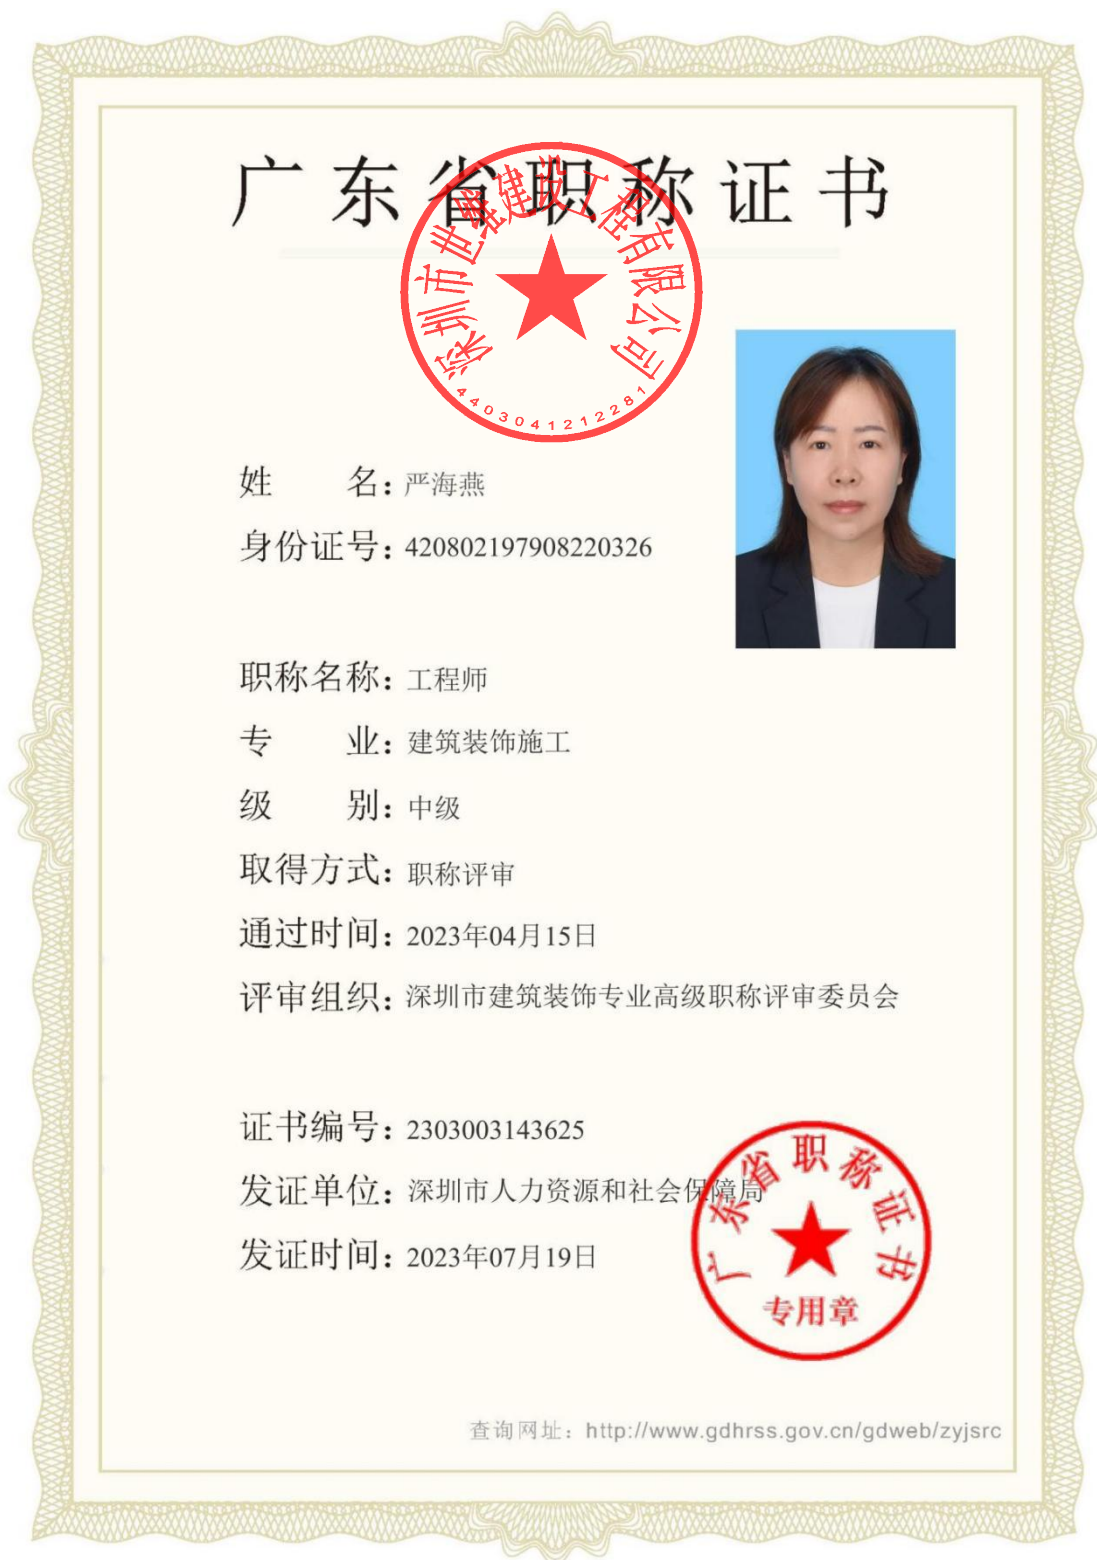 广东省职称证书
深圳市世雅建设工程有限公司
4403041212281
姓名：严海燕
身份证号：420802197908220326
职称名称：工程师
专业：建筑装饰施工
级别：中级
取得方式：职称评审
通过时间：2023年04月15日
评审组织：深圳市建筑装饰专业高级职称评审委员会
证书编号：2303003143625
发证单位：深圳市人力资源和社会保障局
发证时间：2023年07月19日
广东省职称证书
专用章
查询网址：http://www.gdhrss.gov.cn/gdweb/zyjsrc